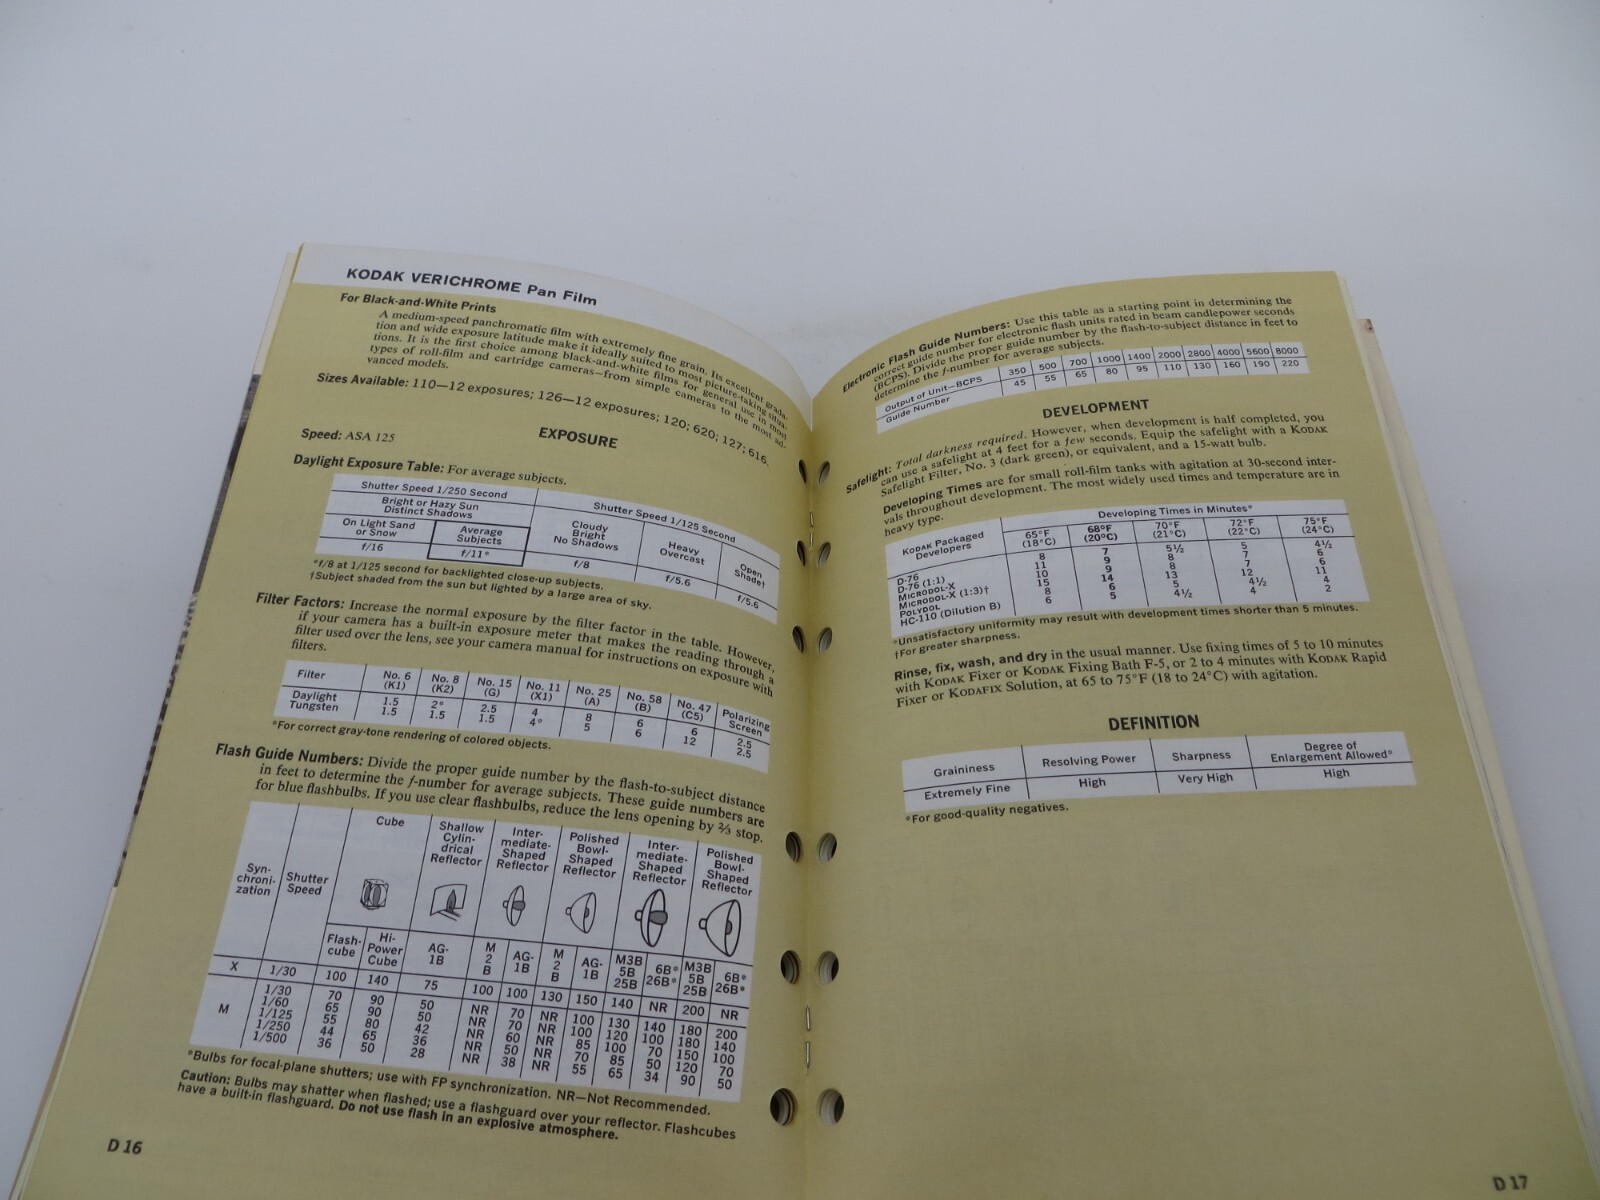 KODAK VERICHROME Pan Film
For Black-and-White Prints
A medium-speed panchromatic film with extremely fine grain. Its excellent grada-
tion and wide exposure latitude make it ideally suited to most picture-taking situa-
tions. It is the first choice among black-and-white films for general use in most
types of roll-film and cartridge cameras—from simple cameras to the most ad-
vanced models.
Sizes Available: 110—12 exposures; 126—12 exposures; 120; 620; 127; 616.
EXPOSURE
Speed: ASA 125
Daylight Exposure Table: For average subjects.
Shutter Speed 1/250 Second Shutter Speed 1/125 Second
Bright or Hazy Sun
Distinct Shadows
On Light Sand
or Snow
Average
Subjects
Cloudy
Bright
No Shadows
Heavy
Overcast
Open
Shade†
f/16 f/11* f/8 f/5.6 f/5.6
*f/8 at 1/125 second for backlighted close-up subjects.
†Subject shaded from the sun but lighted by a large area of sky.
Filter Factors: Increase the normal exposure by the filter factor in the table. However,
if your camera has a built-in exposure meter that makes the reading through a
filter used over the lens, see your camera manual for instructions on exposure with
filters.
Filter No. 6 (K1) No. 8 (K2) No. 15 (G) No. 11 (X1) No. 25 (A) No. 58 (B) No. 47 (C5) Polarizing Screen
Daylight 1.5 2* 2.5 4 8 6 6 2.5
Tungsten 1.5 1.5 1.5 4* 5 6 12 2.5
*For correct gray-tone rendering of colored objects.
Flash Guide Numbers: Divide the proper guide number by the flash-to-subject distance
in feet to determine the f-number for average subjects. These guide numbers are
for blue flashbulbs. If you use clear flashbulbs, reduce the lens opening by ⅔ stop.
Syn-
chroni-
zation
Shutter
Speed
Cube
Shallow
Cylin-
drical
Reflector
Inter-
mediate-
Shaped
Reflector
Polished
Bowl-
Shaped
Reflector
Inter-
mediate-
Shaped
Reflector
Polished
Bowl-
Shaped
Reflector
Flash-
cube
Hi-
Power
Cube
AG-
1B
M
2
B
AG-
1B
M
2
B
AG-
1B
M3B
5B
25B
6B*
26B*
M3B
5B
25B
6B*
26B*
X 1/30 100 140 75 100 100 130 150 140 NR 200 NR
M 1/30 70 90 50 NR 70 NR 100 130 140 180 200
1/60 65 90 50 NR 70 NR 100 120 100 180 140
1/125 55 80 42 NR 60 NR 85 100 70 150 100
1/250 44 65 36 NR 50 NR 70 85 50 120 70
1/500 36 50 28 NR 38 NR 55 65 34 90 50
*Bulbs for focal-plane shutters; use with FP synchronization. NR—Not Recommended.
Caution: Bulbs may shatter when flashed; use a flashguard over your reflector. Flashcubes
have a built-in flashguard. Do not use flash in an explosive atmosphere.
D 16
Electronic Flash Guide Numbers: Use this table as a starting point in determining the
correct guide number for electronic flash units rated in beam candlepower seconds
(BCPS). Divide the proper guide number by the flash-to-subject distance in feet to
determine the f-number for average subjects.
Output of Unit—BCPS 350 500 700 1000 1400 2000 2800 4000 5600 8000
Guide Number 45 55 65 80 95 110 130 160 190 220
DEVELOPMENT
Safelight: Total darkness required. However, when development is half completed, you
can use a safelight at 4 feet for a few seconds. Equip the safelight with a KODAK
Safelight Filter, No. 3 (dark green), or equivalent, and a 15-watt bulb.
Developing Times are for small roll-film tanks with agitation at 30-second inter-
vals throughout development. The most widely used times and temperature are in
heavy type.
KODAK Packaged
Developers
Developing Times in Minutes*
65°F (18°C) 68°F (20°C) 70°F (21°C) 72°F (22°C) 75°F (24°C)
D-76 8 7 5½ 5 4½
D-76 (1:1) 11 9 8 7 6
MICRODOL-X 10 9 8 7 6
MICRODOL-X (1:3)† 15 14 13 12 11
POLYDOL 8 6 5 4½ 4
HC-110 (Dilution B) 6 5 4½ 4 2
*Unsatisfactory uniformity may result with development times shorter than 5 minutes.
†For greater sharpness.
Rinse, fix, wash, and dry in the usual manner. Use fixing times of 5 to 10 minutes
with KODAK Fixer or KODAK Fixing Bath F-5, or 2 to 4 minutes with KODAK Rapid
Fixer or KODAFIX Solution, at 65 to 75°F (18 to 24°C) with agitation.
DEFINITION
Graininess Resolving Power Sharpness Degree of Enlargement Allowed*
Extremely Fine High Very High High
*For good-quality negatives.
D 17